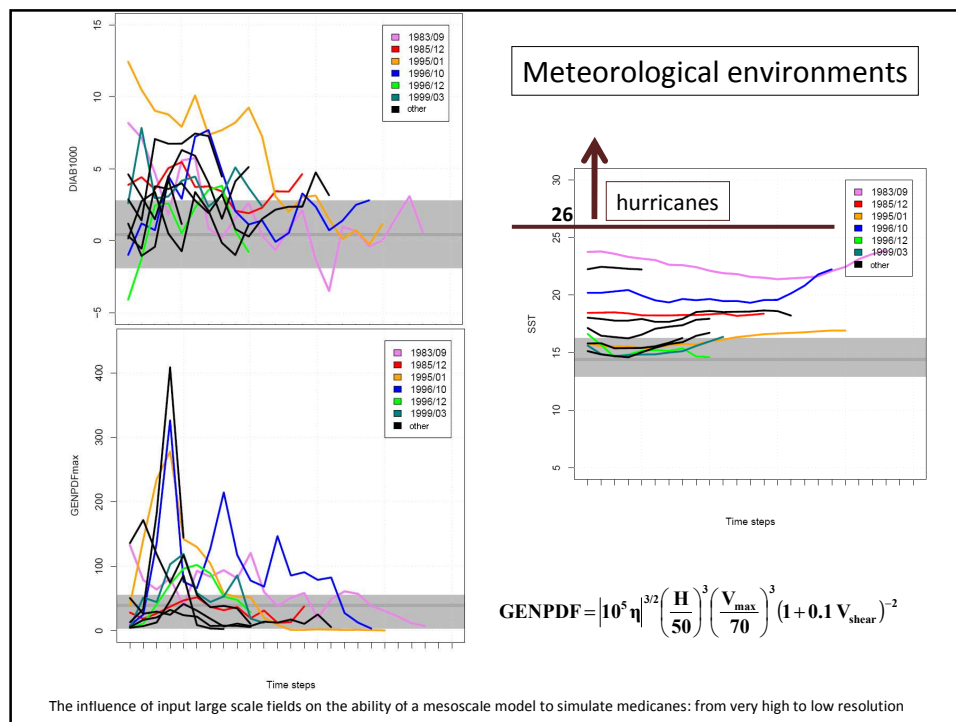 Meteorological environments
15
10
5
0
−5
DIAB1000
1983/09
1985/12
1995/01
1996/10
1996/12
1999/03
other
400
300
200
100
0
GENPDFmax
1983/09
1985/12
1995/01
1996/10
1996/12
1999/03
other
Time steps
hurricanes
26
30
25
20
15
10
5
SST
1983/09
1985/12
1995/01
1996/10
1996/12
1999/03
other
Time steps
GENPDF = |10⁵ η|^{3/2} (H/50)³ (V_max/70)³ (1 + 0.1 V_shear)⁻²
The influence of input large scale fields on the ability of a mesoscale model to simulate medicanes: from very high to low resolution